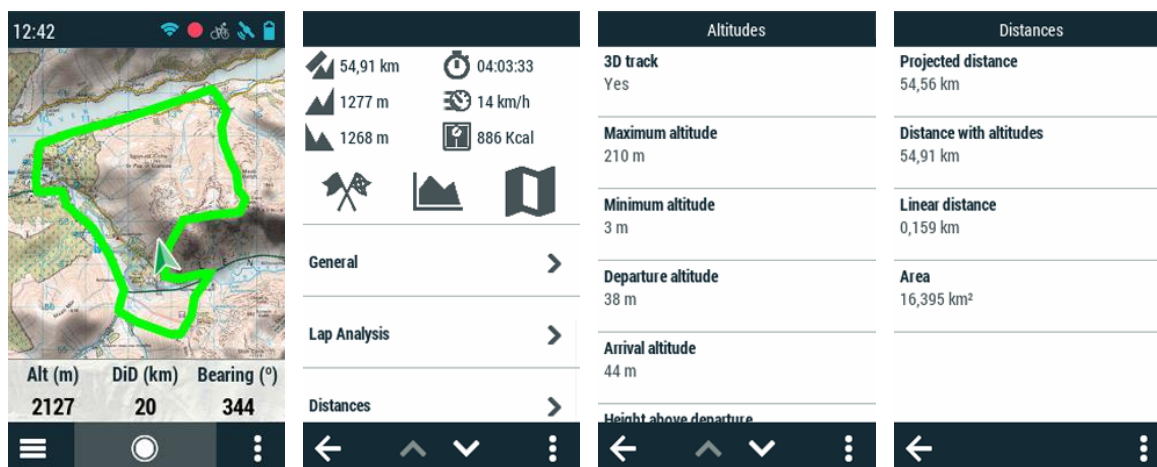 12:42
Alt (m) DiD (km) Bearing (º)
2127 20 344
54,91 km 04:03:33
1277 m 14 km/h
1268 m 886 Kcal
General
Lap Analysis
Distances
Altitudes
3D track
Yes
Maximum altitude
210 m
Minimum altitude
3 m
Departure altitude
38 m
Arrival altitude
44 m
Height above departure
Distances
Projected distance
54,56 km
Distance with altitudes
54,91 km
Linear distance
0,159 km
Area
16,395 km²